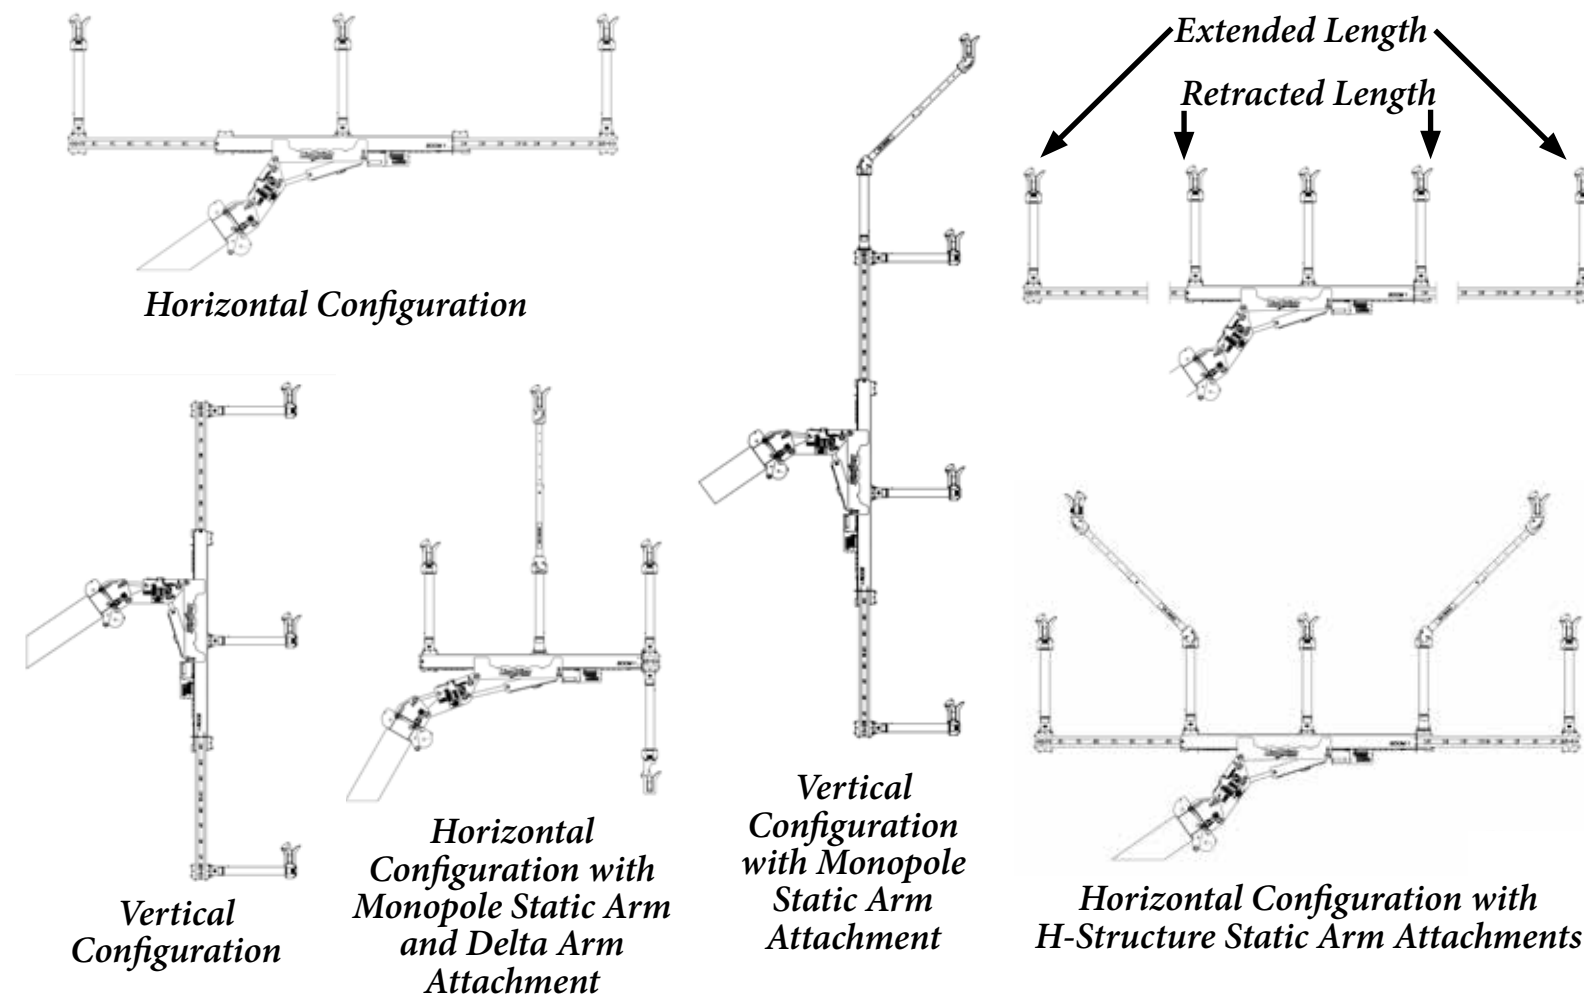 Extended Length
Retracted Length
Horizontal Configuration
Vertical
Configuration
Horizontal
Configuration with
Monopole Static Arm
and Delta Arm
Attachment
Vertical
Configuration
with Monopole
Static Arm
Attachment
Horizontal Configuration with
H-Structure Static Arm Attachments